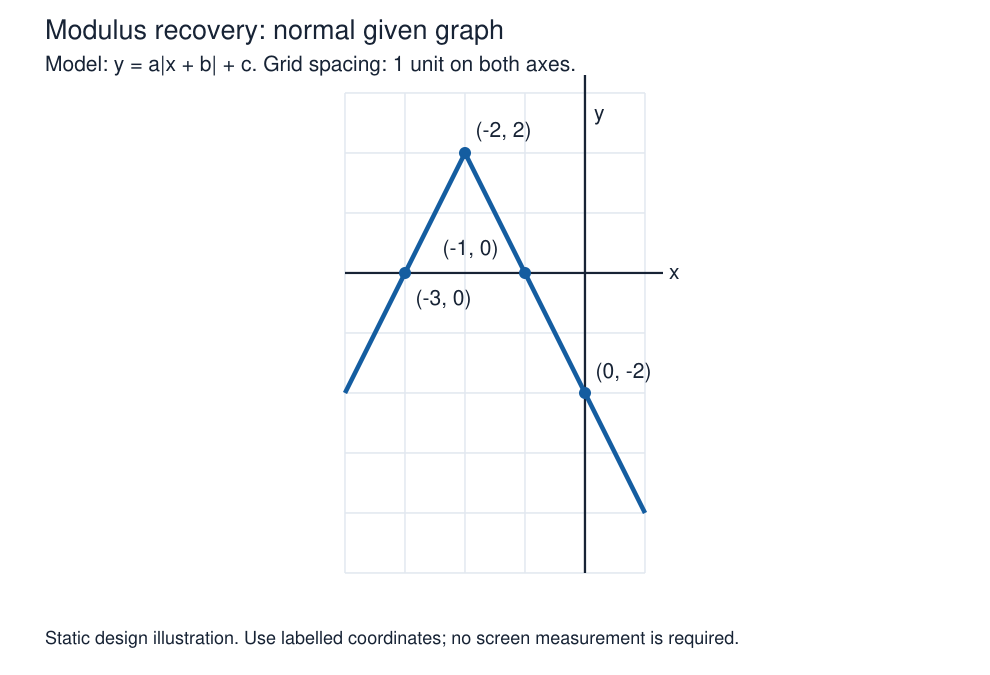 Modulus recovery: normal given graph
Model: y = a|x + b| + c. Grid spacing: 1 unit on both axes.
y
(-2, 2)
(-1, 0)
x
(-3, 0)
(0, -2)
Static design illustration. Use labelled coordinates; no screen measurement is required.